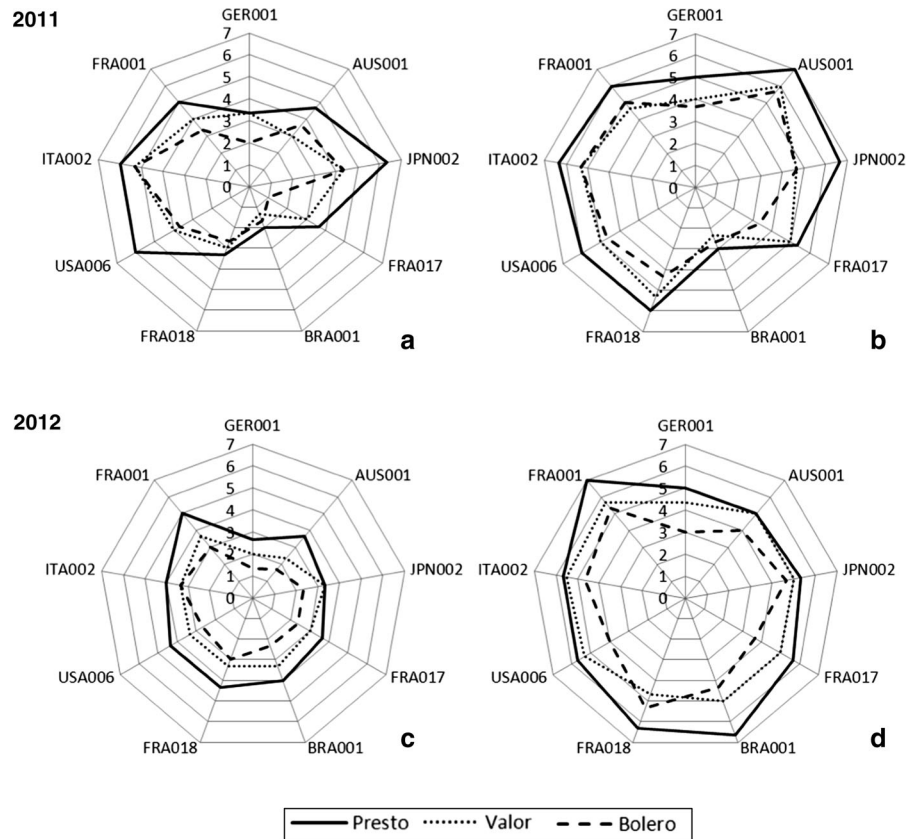 2011
GER001
7
6
5
4
3
2
1
0
AUS001
JPN002
FRA017
BRA001
FRA018
USA006
ITA002
FRA001
a
GER001
7
6
5
4
3
2
1
0
AUS001
JPN002
FRA017
BRA001
FRA018
USA006
ITA002
FRA001
b
2012
GER001
7
6
5
4
3
2
1
0
AUS001
JPN002
FRA017
BRA001
FRA018
USA006
ITA002
FRA001
c
GER001
7
6
5
4
3
2
1
0
AUS001
JPN002
FRA017
BRA001
FRA018
USA006
ITA002
FRA001
d
Presto Valor Bolero